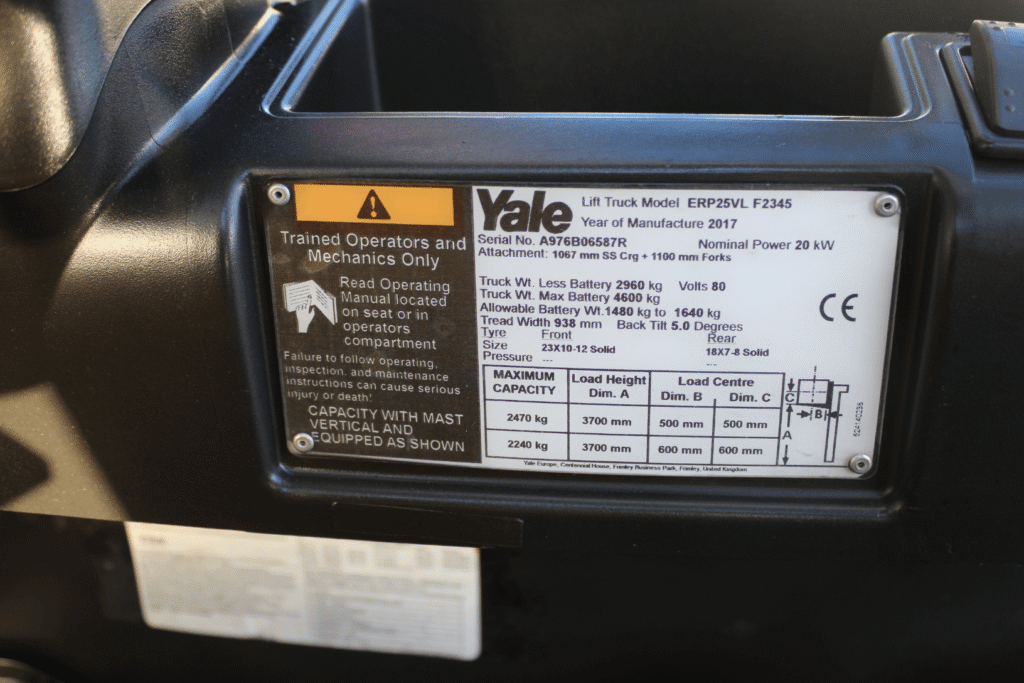 Trained Operators and
Mechanics Only
Read Operating
Manual located
on seat or in
operators
compartment
Failure to follow operating,
inspection, and maintenance
instructions can cause serious
injury or death!
CAPACITY WITH MAST
VERTICAL AND
EQUIPPED AS SHOWN
Yale
Lift Truck Model ERP25VL F2345
Year of Manufacture 2017
Serial No. A976B06587R Nominal Power 20 kW
Attachment: 1067 mm SS Crg + 1100 mm Forks
Truck Wt. Less Battery 2960 kg Volts 80
Truck Wt. Max Battery 4600 kg
Allowable Battery Wt. 1480 kg to 1640 kg
Tread Width 938 mm Back Tilt 5.0 Degrees
Tyre Front Rear
Size 23X10-12 Solid 18X7-8 Solid
Pressure --- ---
CE
MAXIMUM CAPACITY Load Height Dim. A Load Centre Dim. B Dim. C
2470 kg 3700 mm 500 mm 500 mm
2240 kg 3700 mm 600 mm 600 mm
C
B
A
524140235
Yale Europe, Centennial House, Frimley Business Park, Frimley, United Kingdom